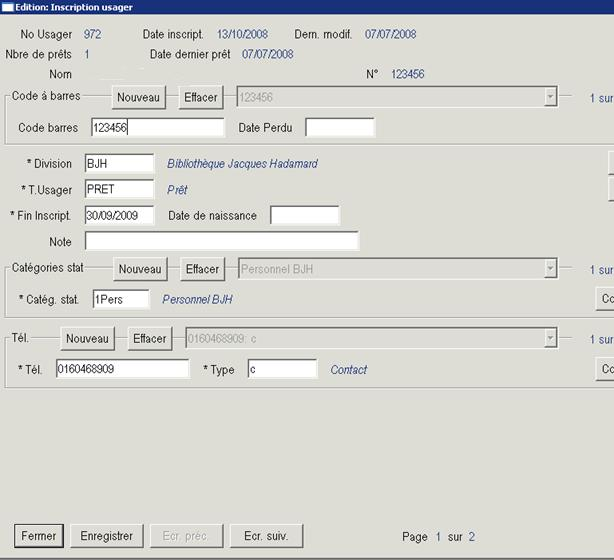 Edition: Inscription usager
No Usager 972 Date inscript. 13/10/2008 Dern. modif. 07/07/2008
Nbre de prêts 1 Date dernier prêt 07/07/2008
Nom N° 123456
Code à barres Nouveau Effacer 123456 1 sur
Code barres 123456 Date Perdu
* Division BJH Bibliothèque Jacques Hadamard
* T.Usager PRET Prêt
* Fin Inscript. 30/09/2009 Date de naissance
Note
Catégories stat Nouveau Effacer Personnel BJH 1 sur
* Catég. stat. 1Pers Personnel BJH Co
Tél. Nouveau Effacer 0160468909: c 1 sur
* Tél. 0160468909 * Type c Contact Co
Fermer Enregistrer Ecr. préc. Ecr. suiv. Page 1 sur 2